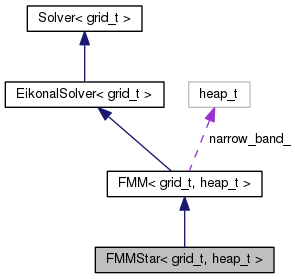 Solver< grid_t >
EikonalSolver< grid_t >
heap_t
narrow_band_
FMM< grid_t, heap_t >
FMMStar< grid_t, heap_t >